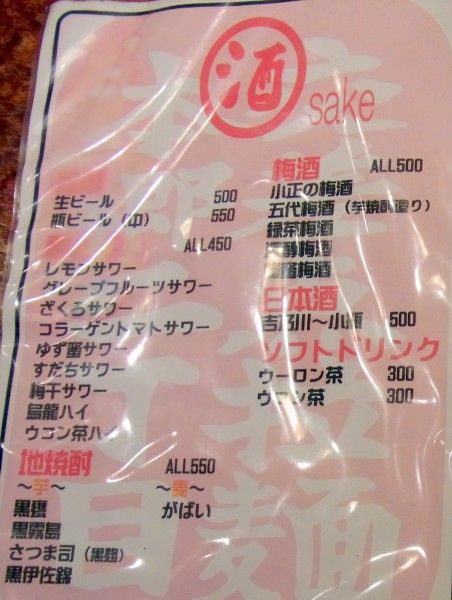 酒
sake
生ビール 500
瓶ビール（中） 550
ALL450
レモンサワー
グレープフルーツサワー
ざくろサワー
コラーゲントマトサワー
ゆず蜜サワー
すだちサワー
梅干サワー
烏龍ハイ
ウコン茶ハイ
地焼酎 ALL550
～芋～
黒霧島
さつま司（黒麹）
黒伊佐錦
～麦～
がばい
梅酒 ALL500
小正の梅酒
五代梅酒（芋焼酎造り）
緑茶梅酒
梅酒
梅酒
日本酒
吉乃川～小瓶 500
ソフトドリンク
ウーロン茶 300
ウコン茶 300